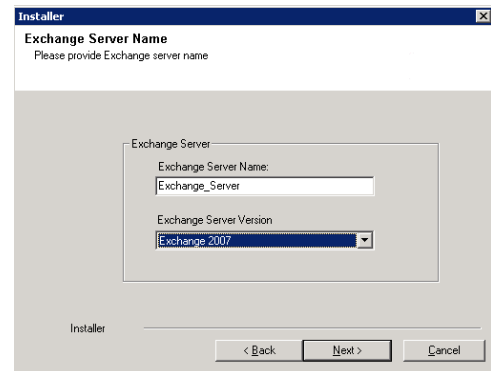 Installer
Exchange Server Name
Please provide Exchange server name
Exchange Server
Exchange Server Name:
Exchange_Server
Exchange Server Version
Exchange 2007
Installer
< Back
Next >
Cancel